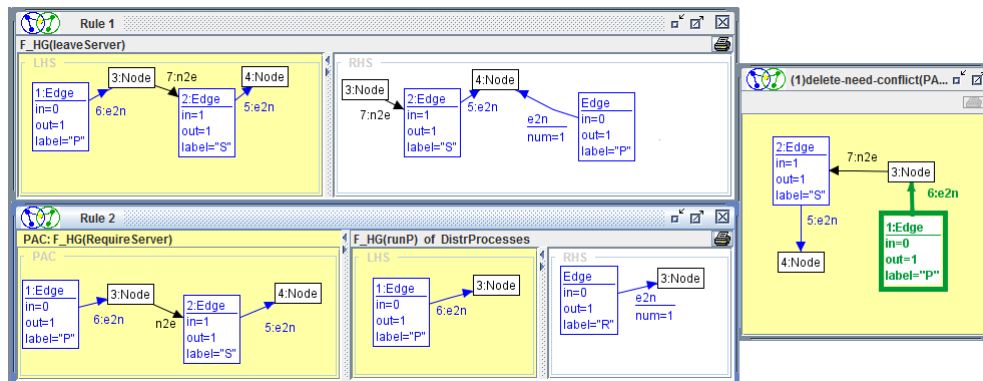 Rule 1
F_HG(leaveServer)
LHS
1:Edge
in=0
out=1
label="P"
6:e2n
3:Node
7:n2e
2:Edge
in=1
out=1
label="S"
5:e2n
4:Node
RHS
3:Node
7:n2e
2:Edge
in=1
out=1
label="S"
5:e2n
4:Node
e2n
num=1
Edge
in=0
out=1
label="P"
Rule 2
PAC: F_HG(RequireServer)
PAC
1:Edge
in=0
out=1
label="P"
6:e2n
3:Node
n2e
2:Edge
in=1
out=1
label="S"
5:e2n
4:Node
F_HG(runP) of DistrProcesses
LHS
1:Edge
in=0
out=1
label="P"
6:e2n
3:Node
RHS
Edge
in=0
out=1
label="R"
e2n
num=1
3:Node
(1)delete-need-conflict(PA...
2:Edge
in=1
out=1
label="S"
7:n2e
3:Node
6:e2n
5:e2n
1:Edge
in=0
out=1
label="P"
4:Node